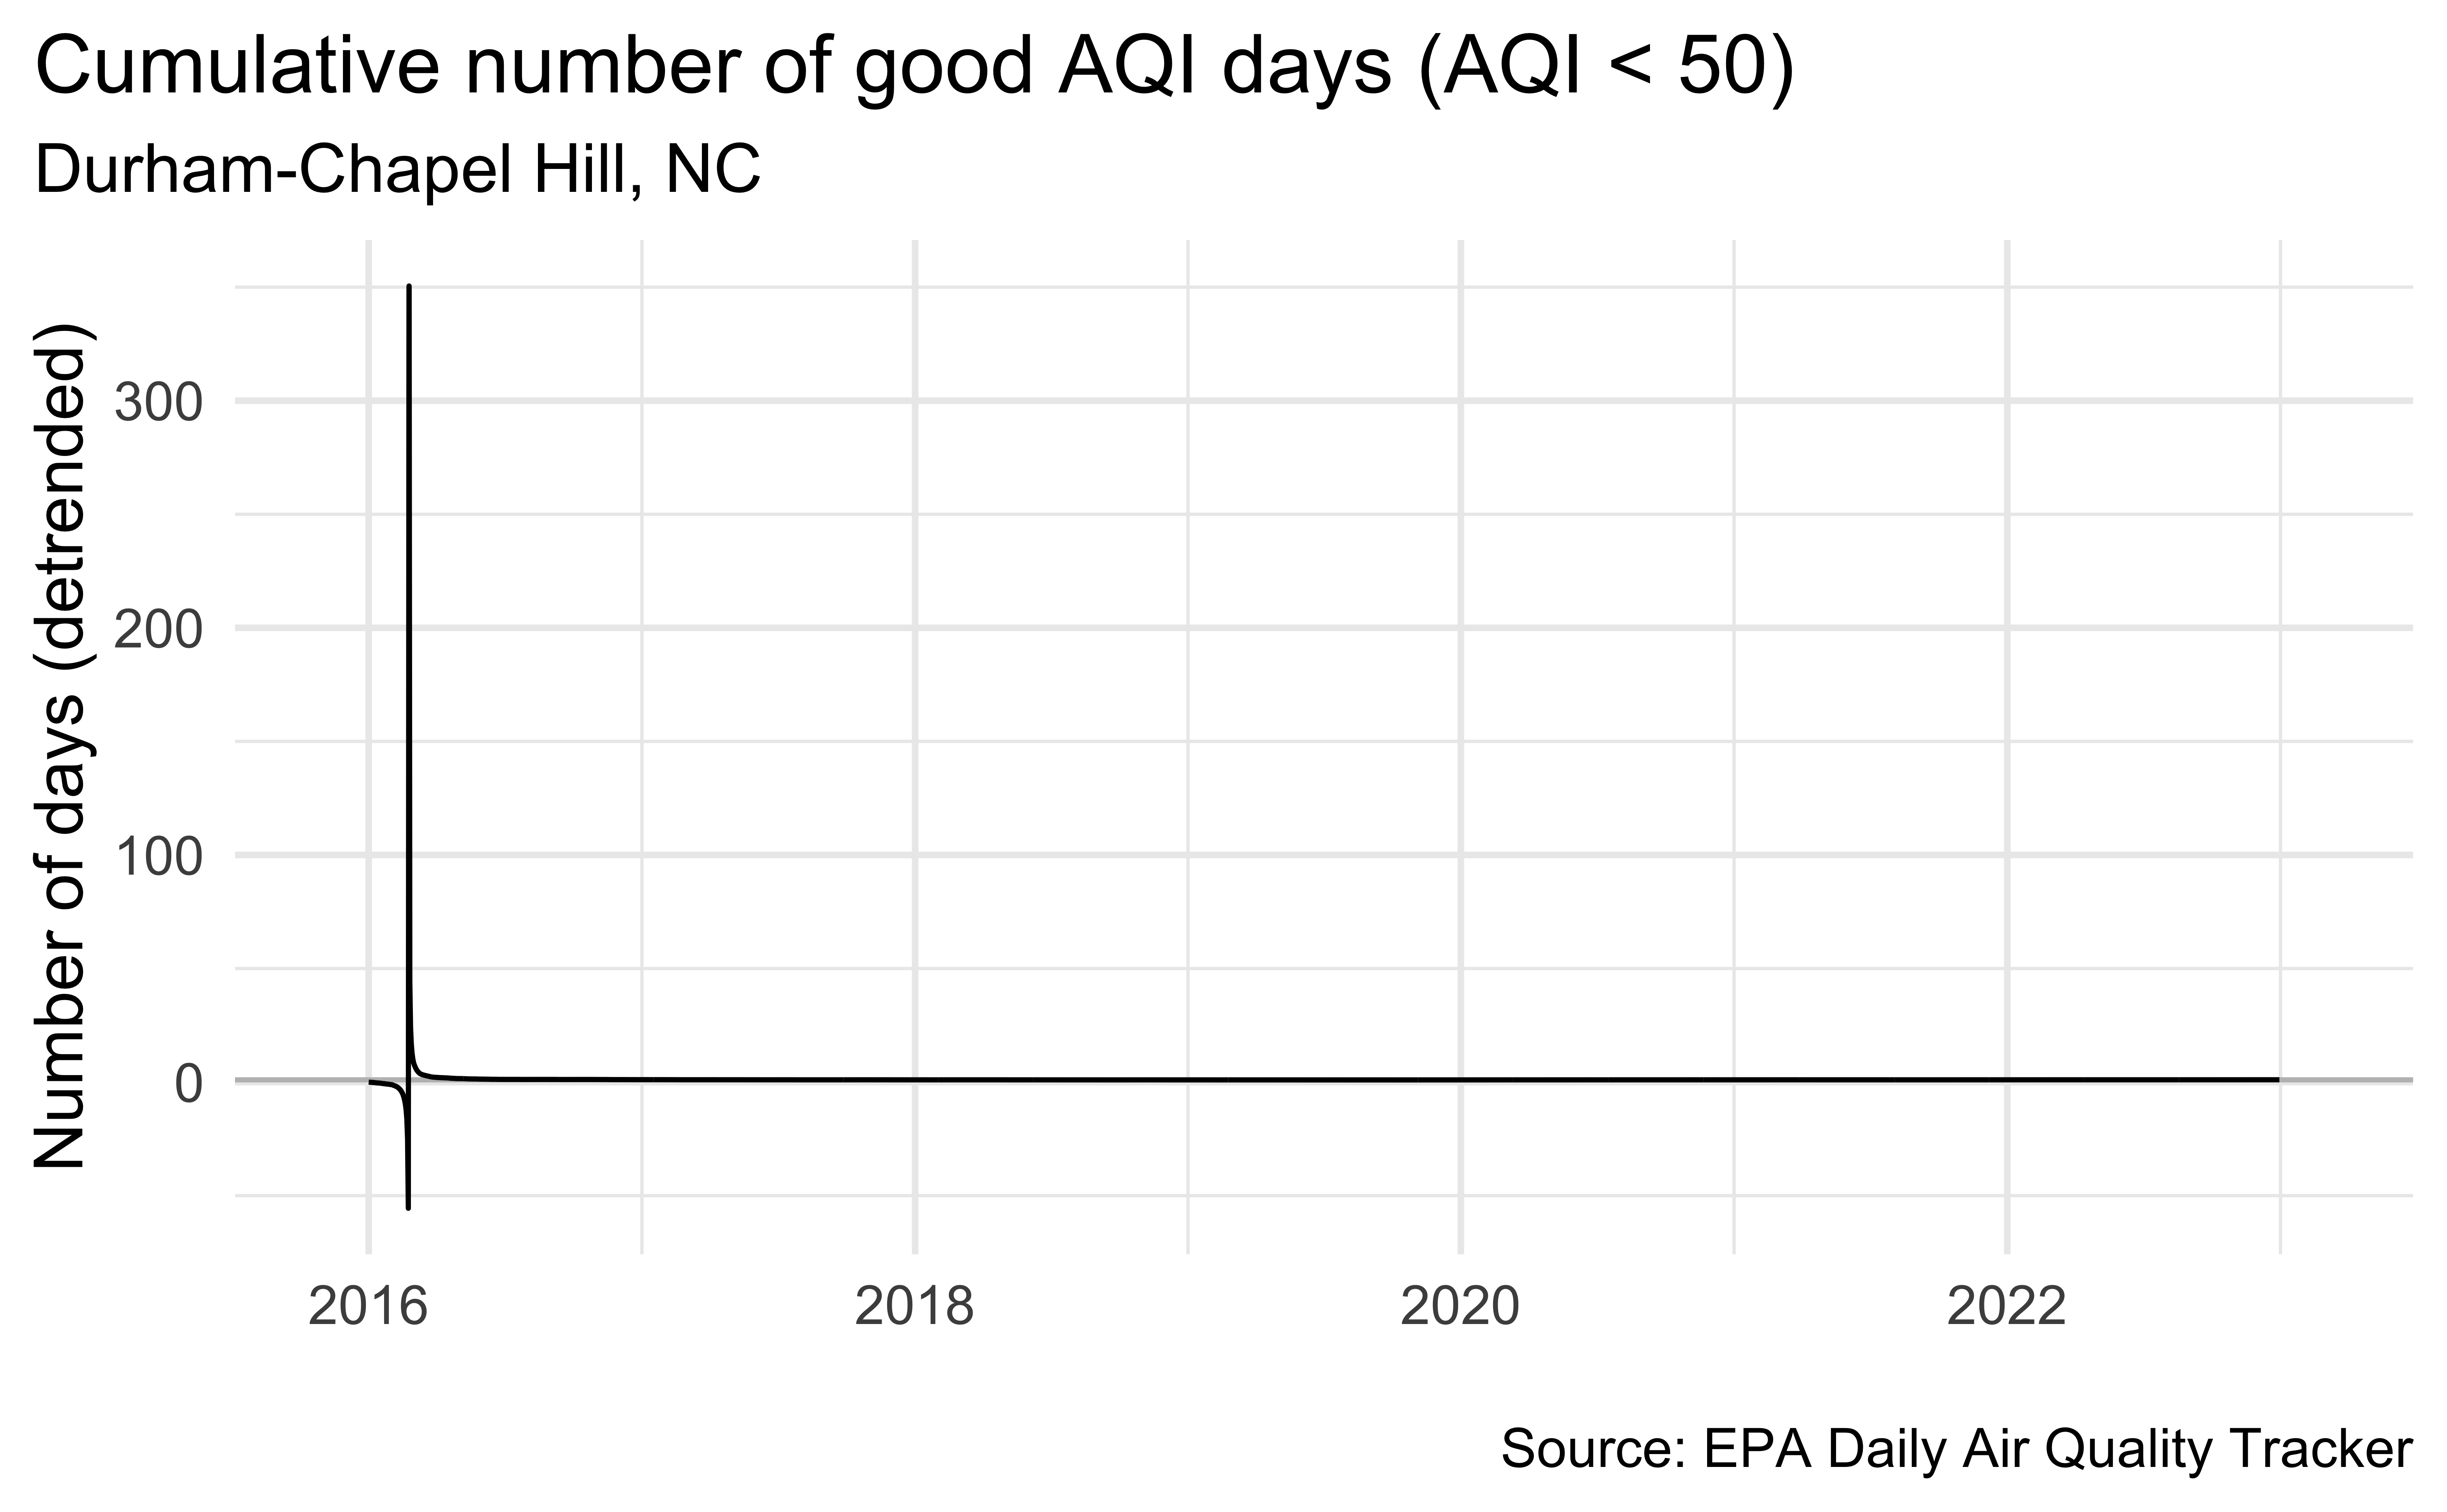 Cumulative number of good AQI days (AQI < 50)
Durham-Chapel Hill, NC
Number of days (detrended)
300
200
100
0
2016
2018
2020
2022
Source: EPA Daily Air Quality Tracker